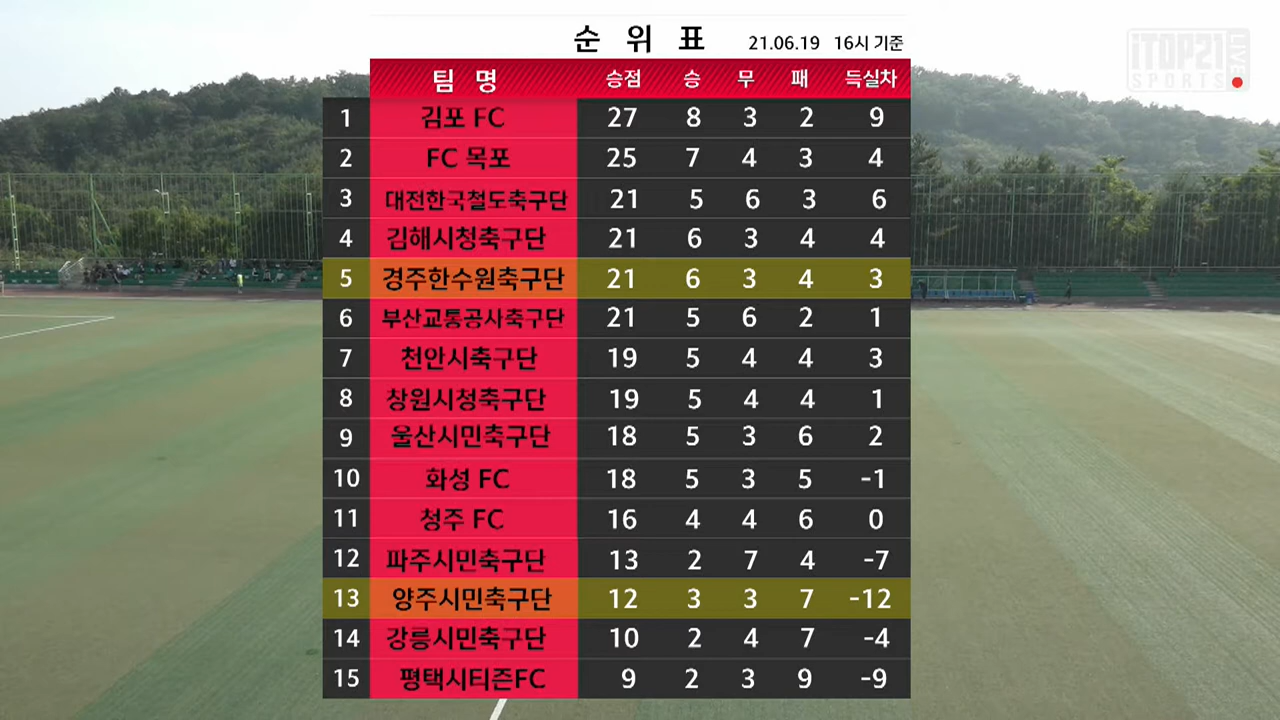 순 위 표 21.06.19 16시 기준
팀 명 승점 승 무 패 득실차
1 김포 FC 27 8 3 2 9
2 FC 목포 25 7 4 3 4
3 대전한국철도축구단 21 5 6 3 6
4 김해시청축구단 21 6 3 4 4
5 경주한수원축구단 21 6 3 4 3
6 부산교통공사축구단 21 5 6 2 1
7 천안시축구단 19 5 4 4 3
8 창원시청축구단 19 5 4 4 1
9 울산시민축구단 18 5 3 6 2
10 화성 FC 18 5 3 5 -1
11 청주 FC 16 4 4 6 0
12 파주시민축구단 13 2 7 4 -7
13 양주시민축구단 12 3 3 7 -12
14 강릉시민축구단 10 2 4 7 -4
15 평택시티즌FC 9 2 3 9 -9
iTOP21 LIVE
SPORTS